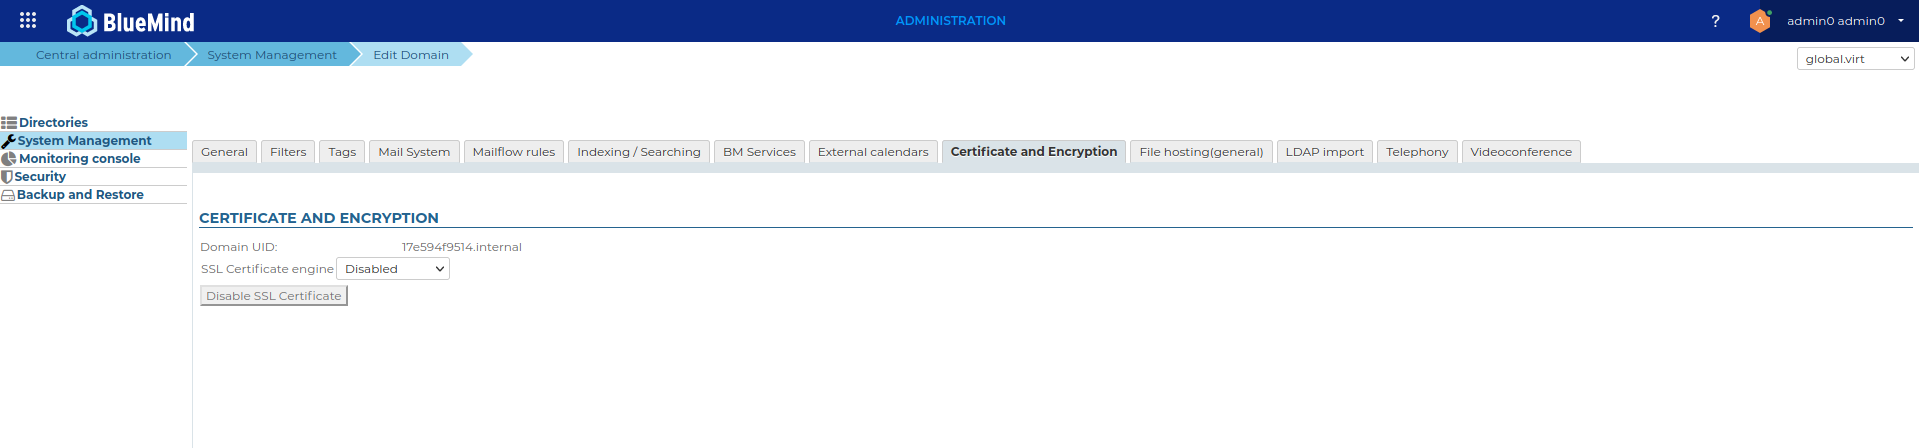 BlueMind
ADMINISTRATION
? A admin0 admin0
Central administration System Management Edit Domain
global.virt
Directories
System Management
Monitoring console
Security
Backup and Restore
General Filters Tags Mail System Mailflow rules Indexing / Searching BM Services External calendars Certificate and Encryption File hosting(general) LDAP import Telephony Videoconference
CERTIFICATE AND ENCRYPTION
Domain UID: 17e594f9514.internal
SSL Certificate engine Disabled
Disable SSL Certificate